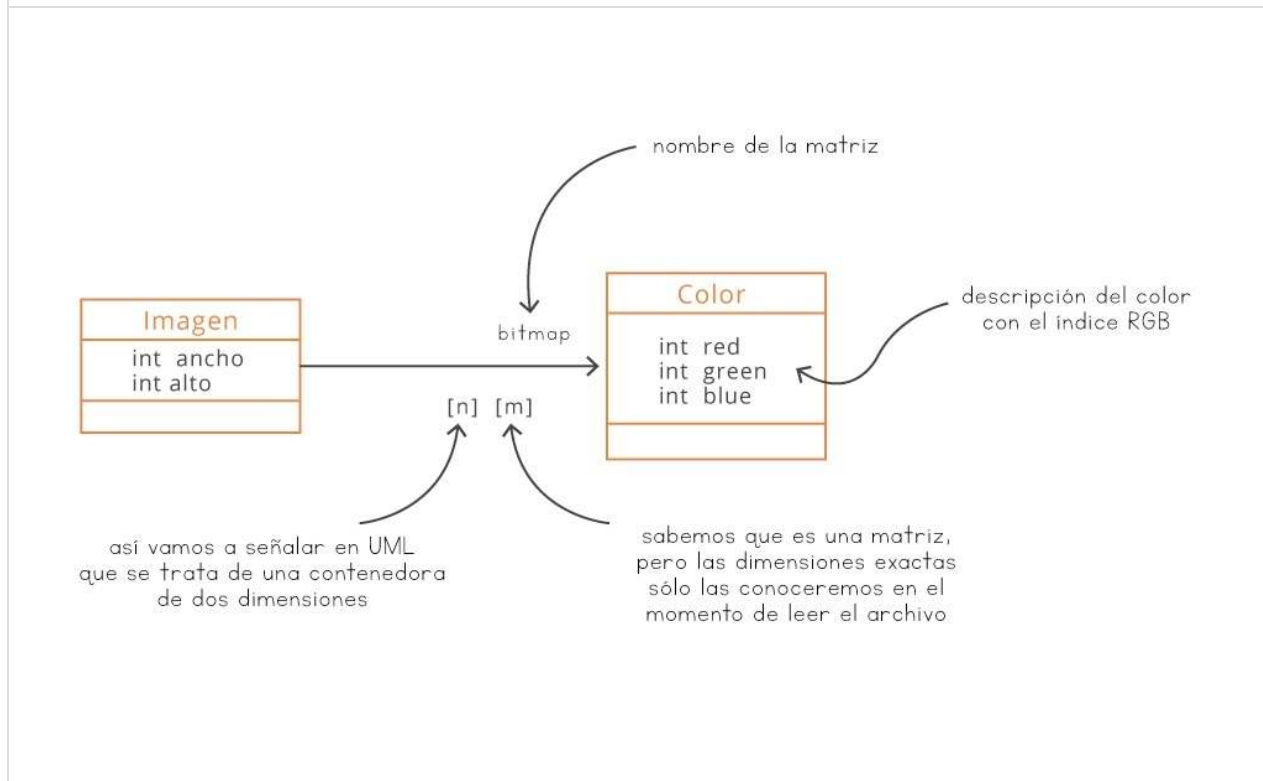 nombre de la matriz
Imagen
int ancho
int alto
bitmap
[n] [m]
Color
int red
int green
int blue
descripción del color
con el índice RGB
así vamos a señalar en UML
que se trata de una contenedora
de dos dimensiones
sabemos que es una matriz,
pero las dimensiones exactas
sólo las conoceremos en el
momento de leer el archivo